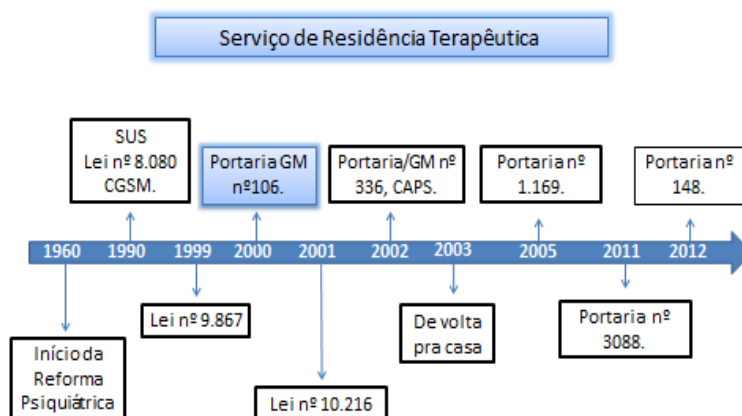 Serviço de Residência Terapêutica
SUS
Lei nº 8.080
CGSM.
Portaria GM
nº106.
Portaria/GM nº
336, CAPS.
Portaria nº
1.169.
Portaria nº
148.
1960 1990 1999 2000 2001 2002 2003 2005 2011 2012
Lei nº 9.867
De volta
pra casa
Portaria nº
3088.
Início da
Reforma
Psiquiátrica
Lei nº 10.216